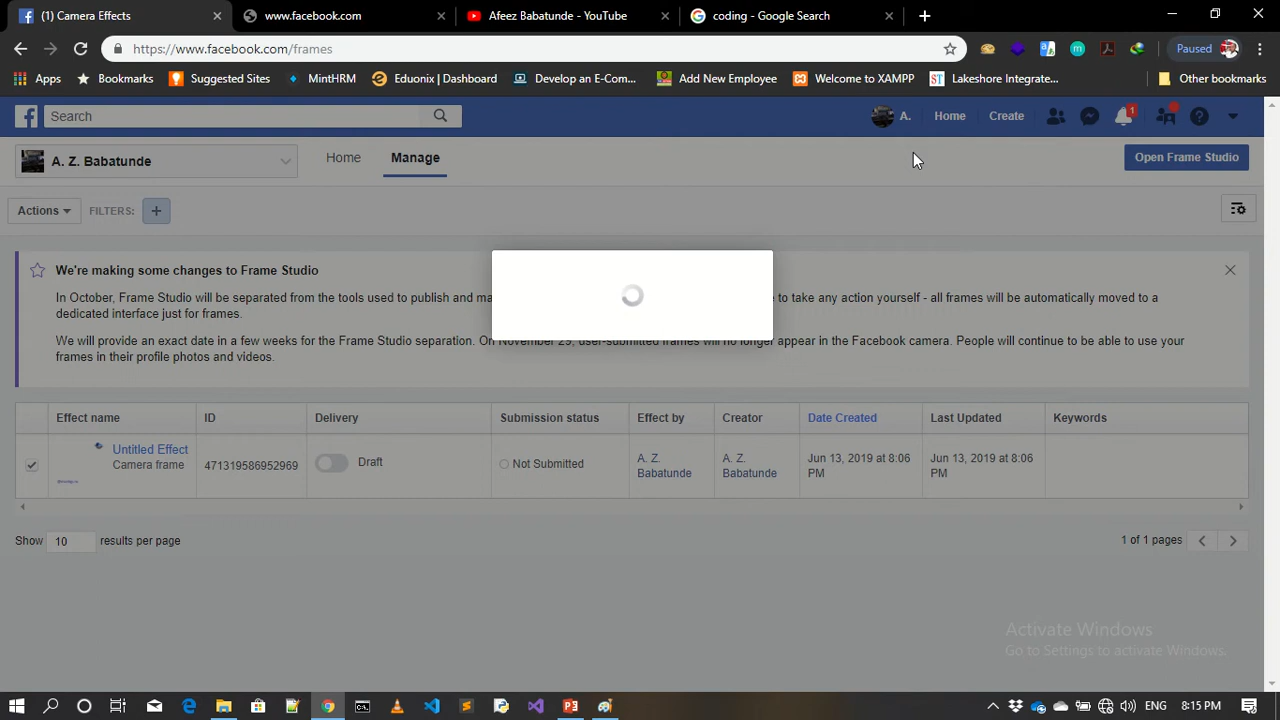 (1) Camera Effects
www.facebook.com
Afeez Babatunde - YouTube
coding - Google Search
https://www.facebook.com/frames
Paused
Apps
Bookmarks
Suggested Sites
MintHRM
Eduonix | Dashboard
Develop an E-Com...
Add New Employee
Welcome to XAMPP
ST
Lakeshore Integrate...
Other bookmarks
Search
A.
Home
Create
1
A. Z. Babatunde
Home
Manage
Open Frame Studio
Actions
FILTERS:
We're making some changes to Frame Studio
In October, Frame Studio will be separated from the tools used to publish and ma
e to take any action yourself - all frames will be automatically moved to a
dedicated interface just for frames.
We will provide an exact date in a few weeks for the Frame Studio separation. On November 29, user-submitted frames will no longer appear in the Facebook camera. People will continue to be able to use your
frames in their profile photos and videos.
Effect name
ID
Delivery
Submission status
Effect by
Creator
Date Created
Last Updated
Keywords
Untitled Effect
Camera frame
471319586952969
Draft
Not Submitted
A. Z.
Babatunde
A. Z.
Babatunde
Jun 13, 2019 at 8:06
PM
Jun 13, 2019 at 8:06
PM
Show 10 results per page
1 of 1 pages
Activate Windows
Go to Settings to activate Windows.
ENG
8:15 PM